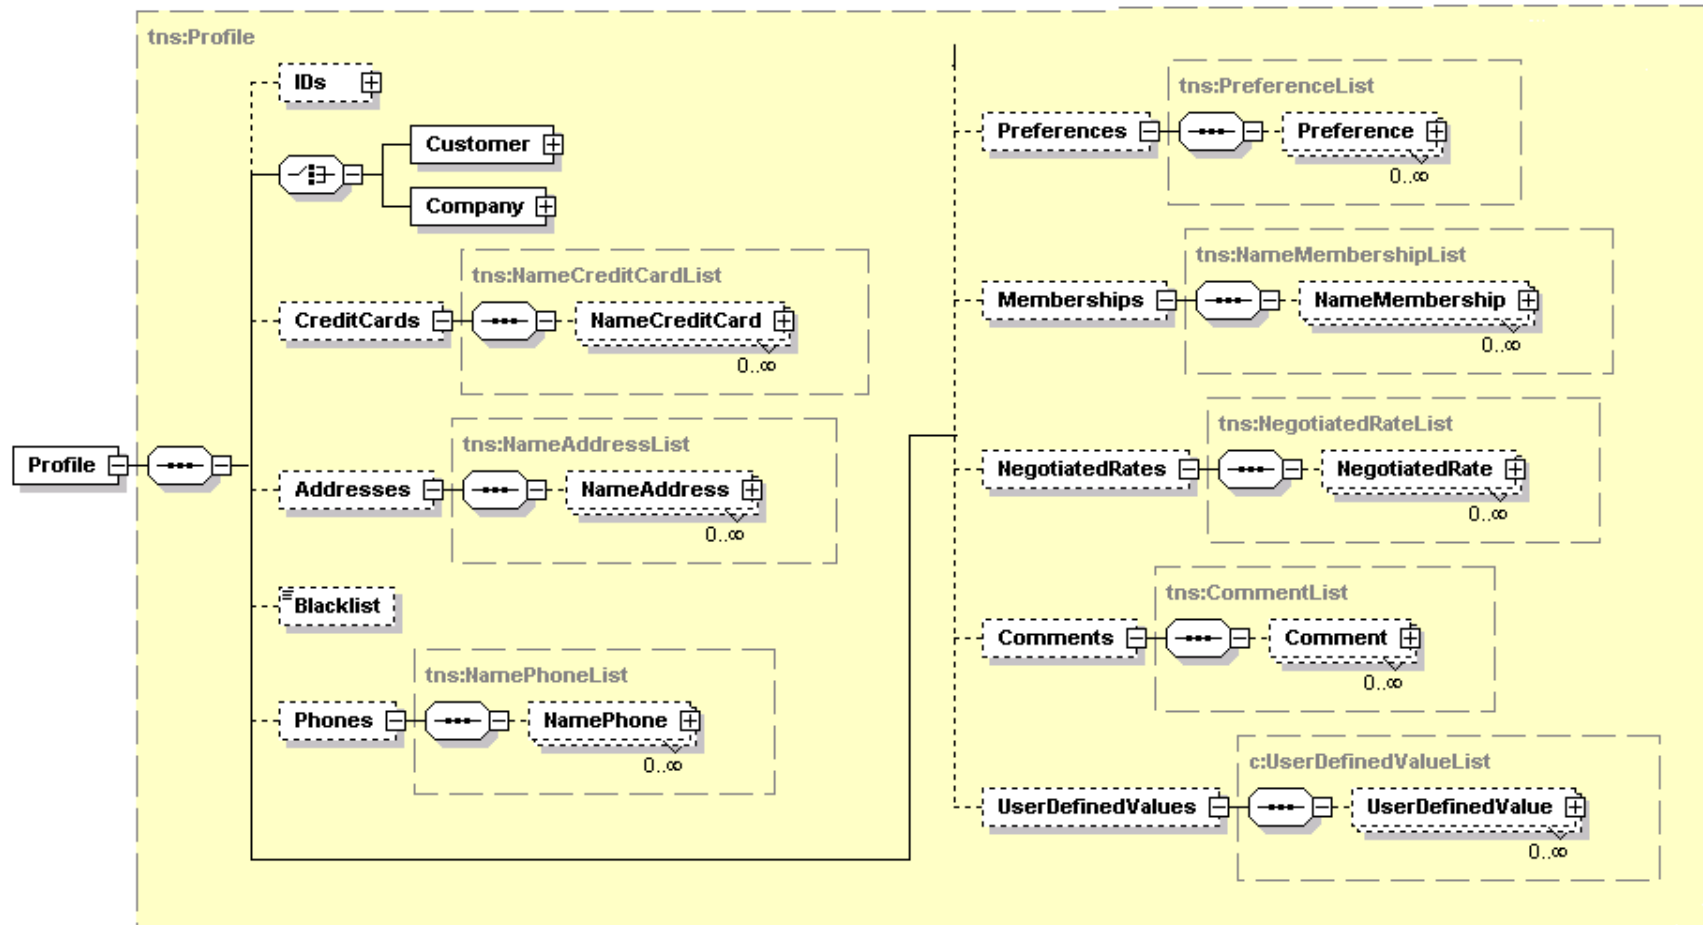 tns:Profile
IDs
Customer
Company
tns:NameCreditCardList
CreditCards
NameCreditCard
0..∞
Profile
tns:NameAddressList
Addresses
NameAddress
0..∞
Blacklist
tns:NamePhoneList
Phones
NamePhone
0..∞
tns:PreferenceList
Preferences
Preference
0..∞
tns:NameMembershipList
Memberships
NameMembership
0..∞
tns:NegotiatedRateList
NegotiatedRates
NegotiatedRate
0..∞
tns:CommentList
Comments
Comment
0..∞
c:UserDefinedValueList
UserDefinedValues
UserDefinedValue
0..∞